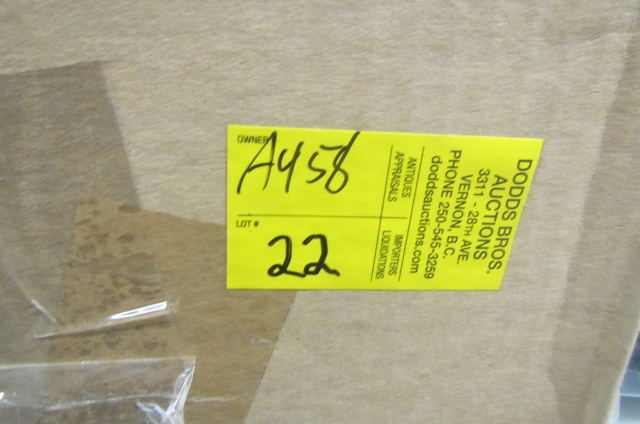 OWNER
A458
LOT #
22
ANTIQUES
APPRAISALS
IMPORTERS
LIQUIDATIONS
DODDS BROS.
AUCTIONS
3311 - 28TH AVE.
VERNON, B.C.
PHONE 250-545-3259
doddsauctions.com